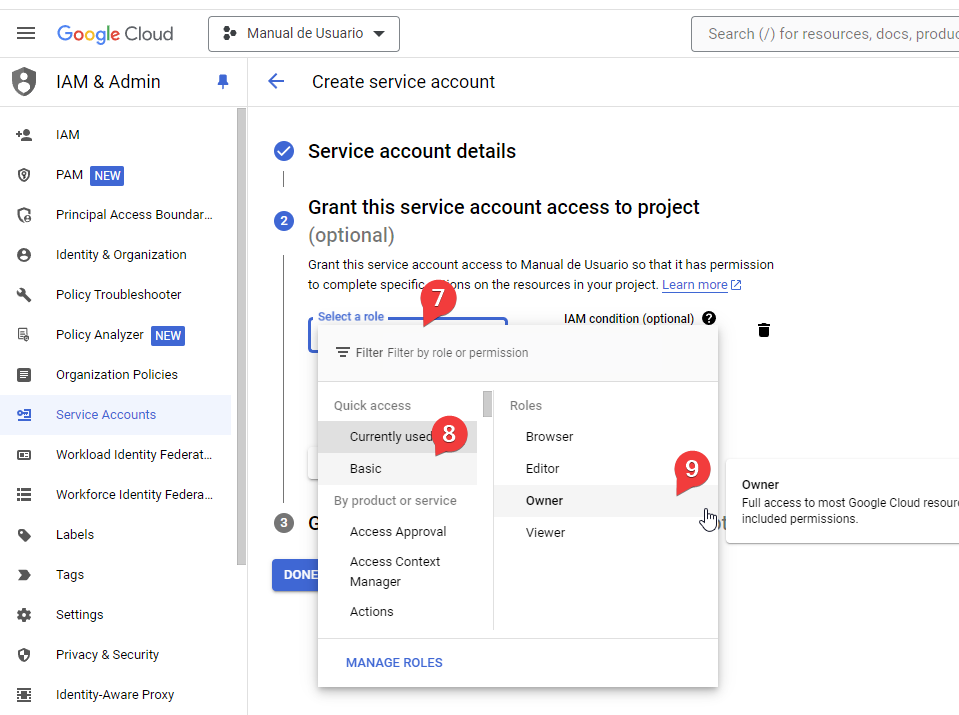 Google Cloud
Manual de Usuario
Search (/) for resources, docs, produc
IAM & Admin
Create service account
IAM
PAM NEW
Principal Access Boundar...
Identity & Organization
Policy Troubleshooter
Policy Analyzer NEW
Organization Policies
Service Accounts
Workload Identity Federat...
Workforce Identity Federa...
Labels
Tags
Settings
Privacy & Security
Identity-Aware Proxy
Service account details
2
Grant this service account access to project
(optional)
Grant this service account access to Manual de Usuario so that it has permission
to complete specific ons on the resources in your project. Learn more
7
Select a role
IAM condition (optional)
Filter Filter by role or permission
Quick access
Currently used
8
Basic
By product or service
Access Approval
Access Context
Manager
Actions
Roles
Browser
Editor
9
Owner
Viewer
Owner
Full access to most Google Cloud resour
included permissions.
3
G
DONE
MANAGE ROLES